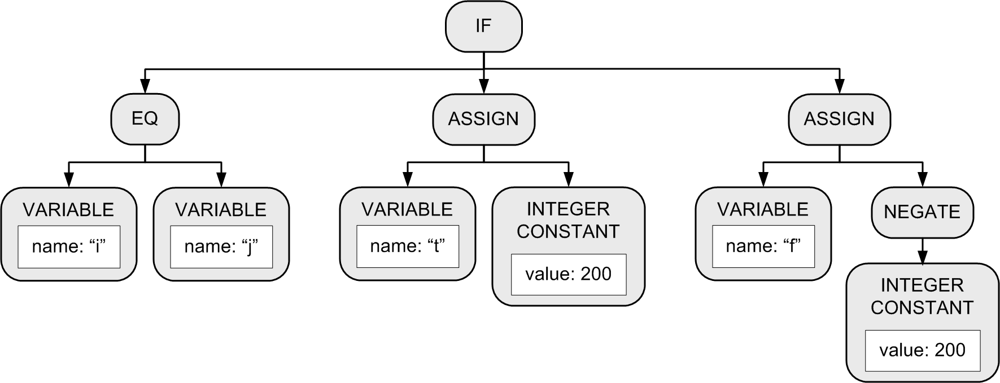 IF
EQ
ASSIGN
ASSIGN
VARIABLE
name: “i”
VARIABLE
name: “j”
VARIABLE
name: “t”
INTEGER
CONSTANT
value: 200
VARIABLE
name: “f”
NEGATE
INTEGER
CONSTANT
value: 200